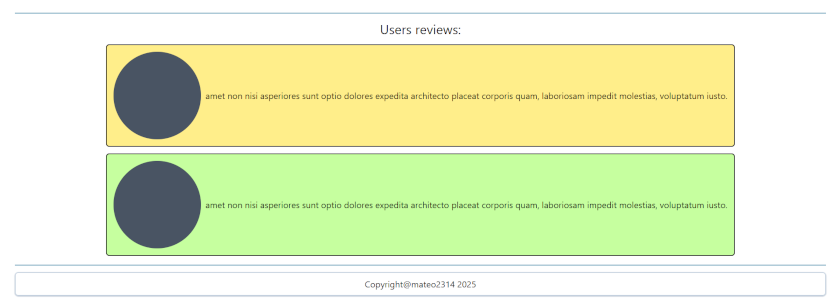 Users reviews:
amet non nisi asperiores sunt optio dolores expedita architecto placeat corporis quam, laboriosam impedit molestias, voluptatum iusto.
amet non nisi asperiores sunt optio dolores expedita architecto placeat corporis quam, laboriosam impedit molestias, voluptatum iusto.
Copyright@mateo2314 2025